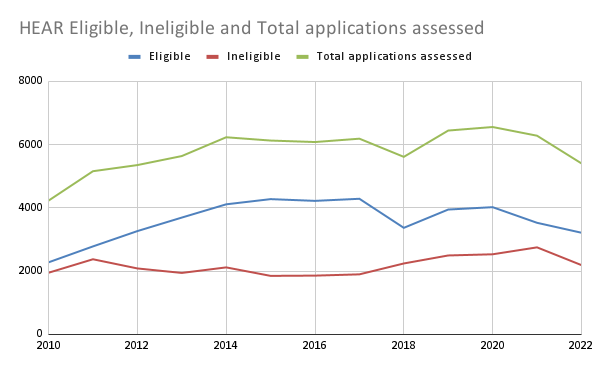 HEAR Eligible, Ineligible and Total applications assessed
Eligible Ineligible Total applications assessed
8000
6000
4000
2000
0
2010 2012 2014 2016 2018 2020 2022